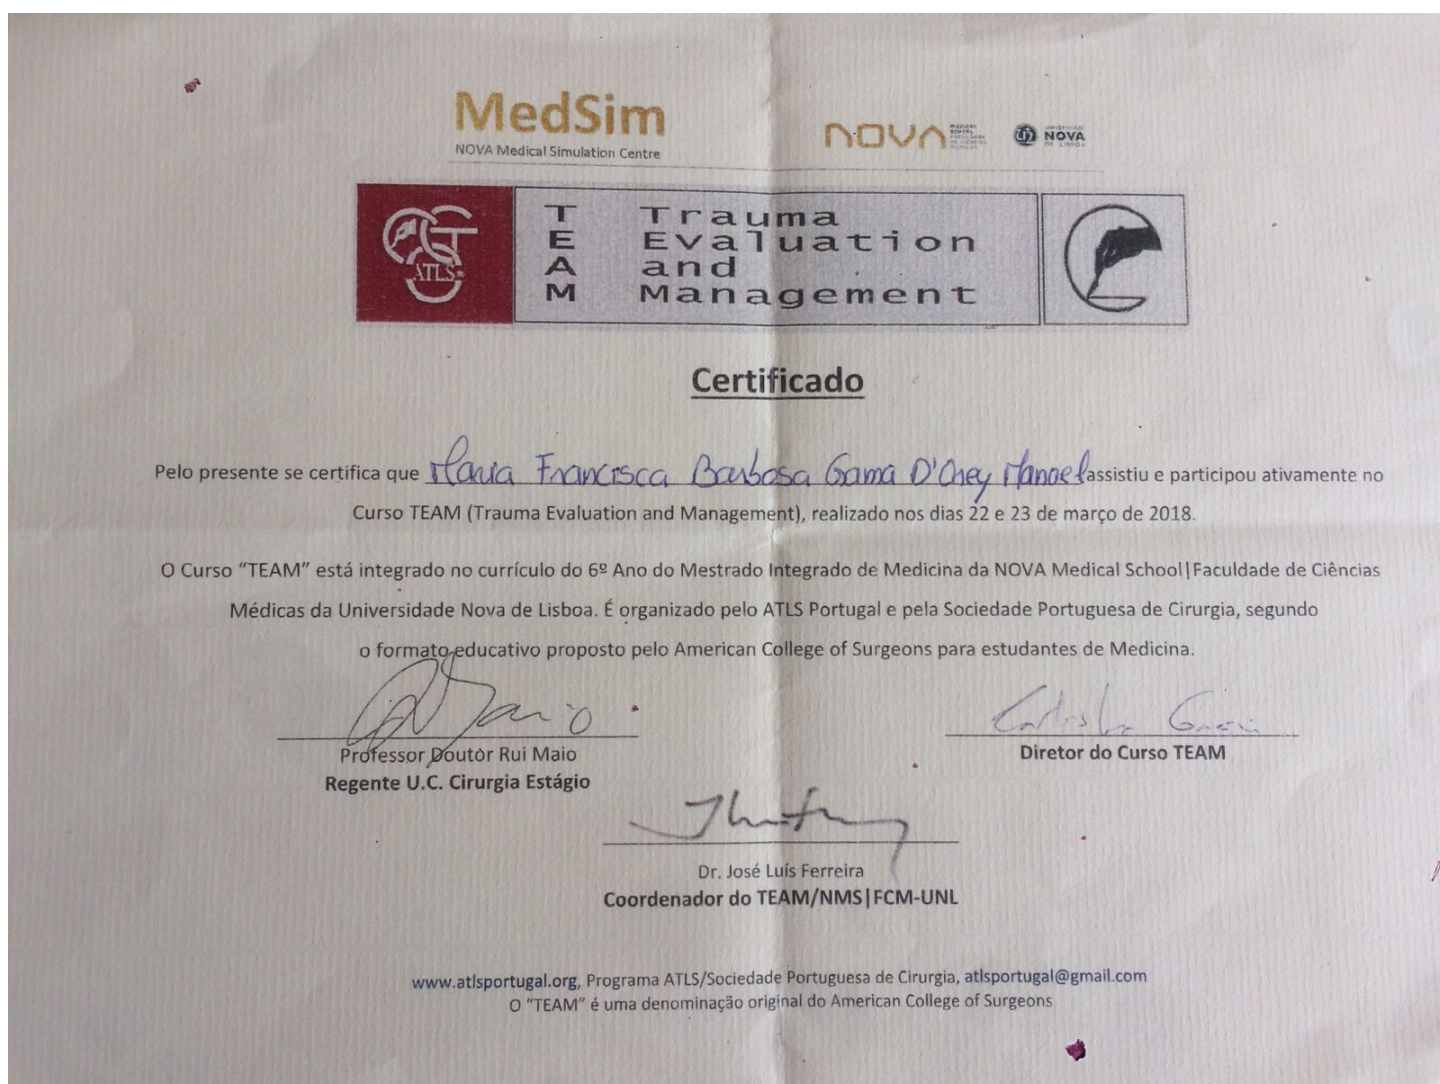 MedSim
NOVA Medical Simulation Centre
NOVA
NOVA
T Trauma
E Evaluation
A and
M Management
ATLS®
Certificado
Pelo presente se certifica que Maria Francisca Barbosa Gama D'Orey Manoel assistiu e participou ativamente no
Curso TEAM (Trauma Evaluation and Management), realizado nos dias 22 e 23 de março de 2018.
O Curso “TEAM” está integrado no currículo do 6º Ano do Mestrado Integrado de Medicina da NOVA Medical School|Faculdade de Ciências
Médicas da Universidade Nova de Lisboa. É organizado pelo ATLS Portugal e pela Sociedade Portuguesa de Cirurgia, segundo
o formato educativo proposto pelo American College of Surgeons para estudantes de Medicina.
Professor Doutor Rui Maio
Regente U.C. Cirurgia Estágio
Diretor do Curso TEAM
Dr. José Luís Ferreira
Coordenador do TEAM/NMS|FCM-UNL
www.atlsportugal.org, Programa ATLS/Sociedade Portuguesa de Cirurgia, atlsportugal@gmail.com
O “TEAM” é uma denominação original do American College of Surgeons